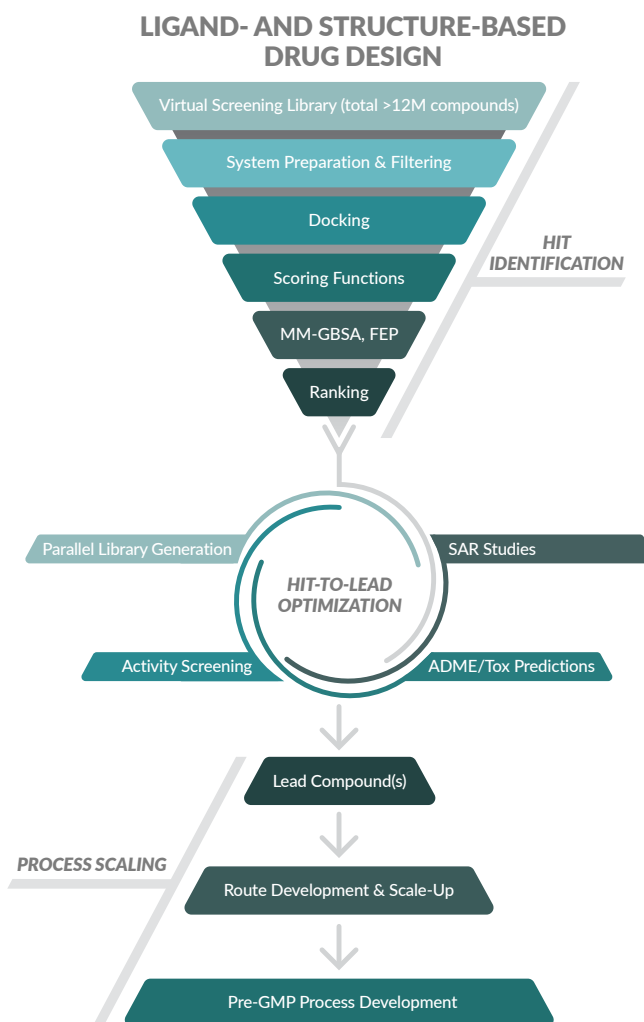 LIGAND- AND STRUCTURE-BASED
DRUG DESIGN
Virtual Screening Library (total >12M compounds)
System Preparation & Filtering
Docking
HIT
IDENTIFICATION
Scoring Functions
MM-GBSA, FEP
Ranking
Parallel Library Generation
SAR Studies
HIT-TO-LEAD
OPTIMIZATION
Activity Screening
ADME/Tox Predictions
Lead Compound(s)
PROCESS SCALING
Route Development & Scale-Up
Pre-GMP Process Development